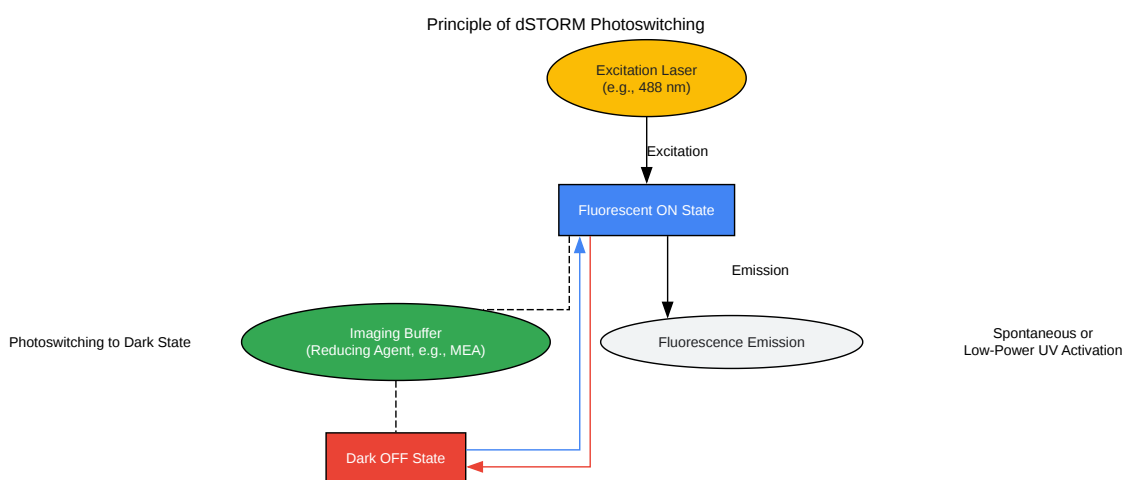 Principle of dSTORM Photoswitching
Excitation Laser
(e.g., 488 nm)
Excitation
Fluorescent ON State
Emission
Imaging Buffer
(Reducing Agent, e.g., MEA)
Fluorescence Emission
Photoswitching to Dark State
Spontaneous or
Low-Power UV Activation
Dark OFF State